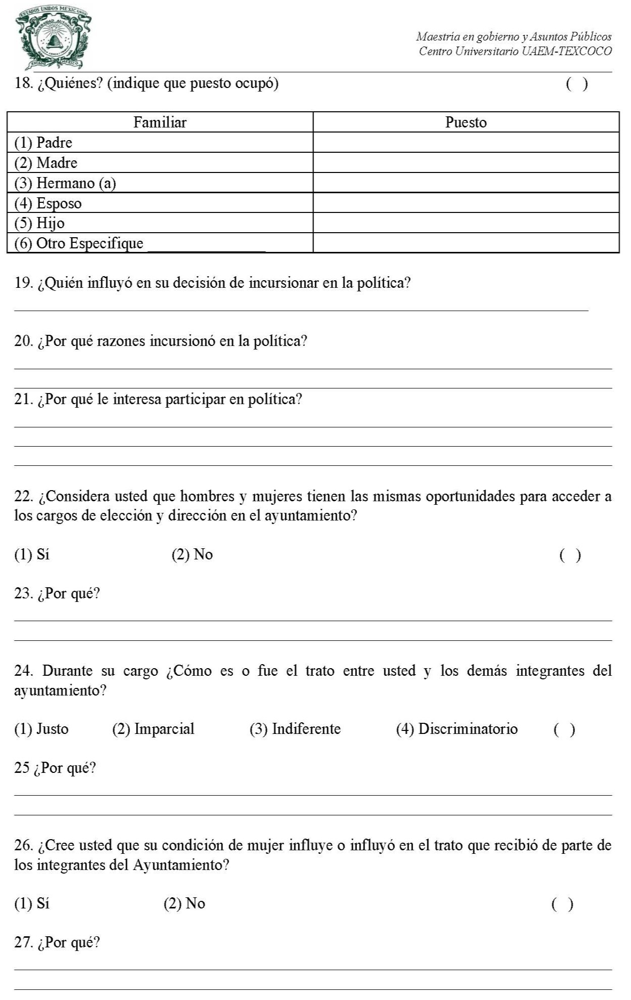 ESTADOS UNIDOS MEXICANOS
Maestría en gobierno y Asuntos Públicos
Centro Universitario UAEM-TEXCOCO
18. ¿Quiénes? (indique que puesto ocupó) ( )
Familiar Puesto
(1) Padre
(2) Madre
(3) Hermano (a)
(4) Esposo
(5) Hijo
(6) Otro Especifique _______________
19. ¿Quién influyó en su decisión de incursionar en la política?
20. ¿Por qué razones incursionó en la política?
21. ¿Por qué le interesa participar en política?
22. ¿Considera usted que hombres y mujeres tienen las mismas oportunidades para acceder a
los cargos de elección y dirección en el ayuntamiento?
(1) Sí (2) No ( )
23. ¿Por qué?
24. Durante su cargo ¿Cómo es o fue el trato entre usted y los demás integrantes del
ayuntamiento?
(1) Justo (2) Imparcial (3) Indiferente (4) Discriminatorio ( )
25 ¿Por qué?
26. ¿Cree usted que su condición de mujer influye o influyó en el trato que recibió de parte de
los integrantes del Ayuntamiento?
(1) Sí (2) No ( )
27. ¿Por qué?